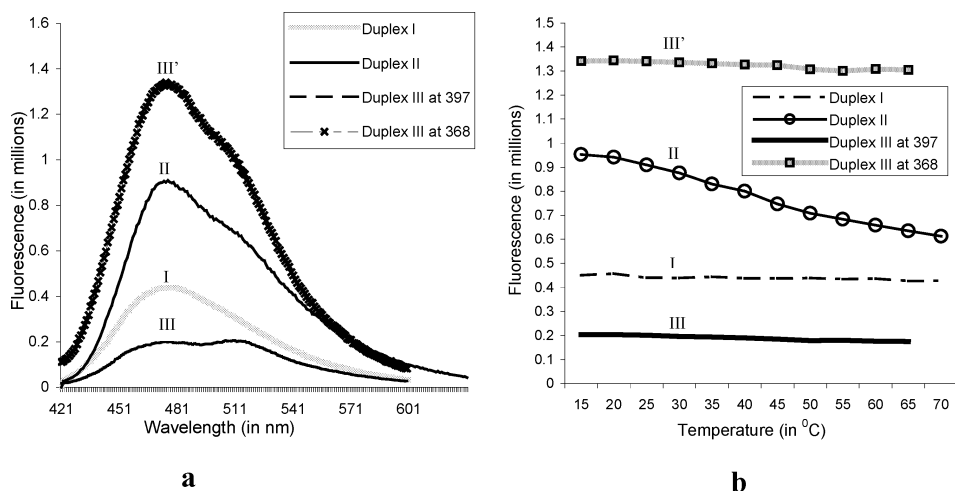 1.6
1.4
1.2
1
0.8
0.6
0.4
0.2
0
Fluorescence (in millions)
III’
II
I
III
Duplex I
Duplex II
Duplex III at 397
Duplex III at 368
421 451 481 511 541 571 601
Wavelength (in nm)
a
1.5
1.4
1.3
1.2
1.1
1
0.9
0.8
0.7
0.6
0.5
0.4
0.3
0.2
0.1
0
Fluorescence (in millions)
III’
II
I
III
Duplex I
Duplex II
Duplex III at 397
Duplex III at 368
15 20 25 30 35 40 45 50 55 60 65 70
Temperature (in ⁰C)
b